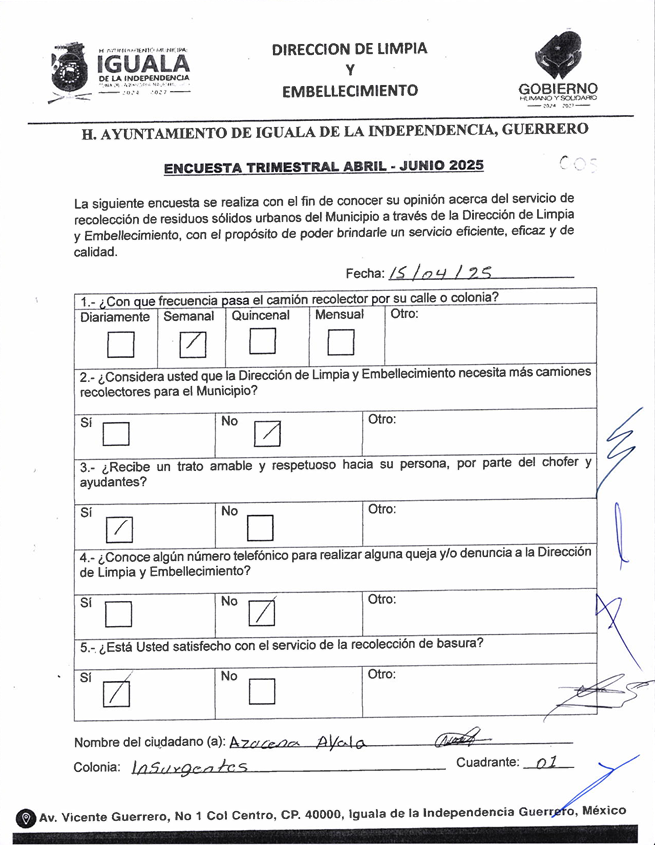 H. AYUNTAMIENTO MUNICIPAL
IGUALA
DE LA INDEPENDENCIA
2024 - 2027
DIRECCION DE LIMPIA
Y
EMBELLECIMIENTO
GOBIERNO
HUMANO Y SOLIDARIO
2024 - 2027
H. AYUNTAMIENTO DE IGUALA DE LA INDEPENDENCIA, GUERRERO
ENCUESTA TRIMESTRAL ABRIL - JUNIO 2025
005
La siguiente encuesta se realiza con el fin de conocer su opinión acerca del servicio de
recolección de residuos sólidos urbanos del Municipio a través de la Dirección de Limpia
y Embellecimiento, con el propósito de poder brindarle un servicio eficiente, eficaz y de
calidad.
Fecha: 15/04/25
1.- ¿Con que frecuencia pasa el camión recolector por su calle o colonia?
Diariamente Semanal Quincenal Mensual Otro:
2.- ¿Considera usted que la Dirección de Limpia y Embellecimiento necesita más camiones
recolectores para el Municipio?
Sí No Otro:
3.- ¿Recibe un trato amable y respetuoso hacia su persona, por parte del chofer y
ayudantes?
Sí No Otro:
4.- ¿Conoce algún número telefónico para realizar alguna queja y/o denuncia a la Dirección
de Limpia y Embellecimiento?
Sí No Otro:
5.- ¿Está Usted satisfecho con el servicio de la recolección de basura?
Sí No Otro:
Nombre del ciudadano (a): Azucena Ayala
Colonia: Insurgentes Cuadrante: 01
Av. Vicente Guerrero, No 1 Col Centro, CP. 40000, Iguala de la Independencia Guerrero, México